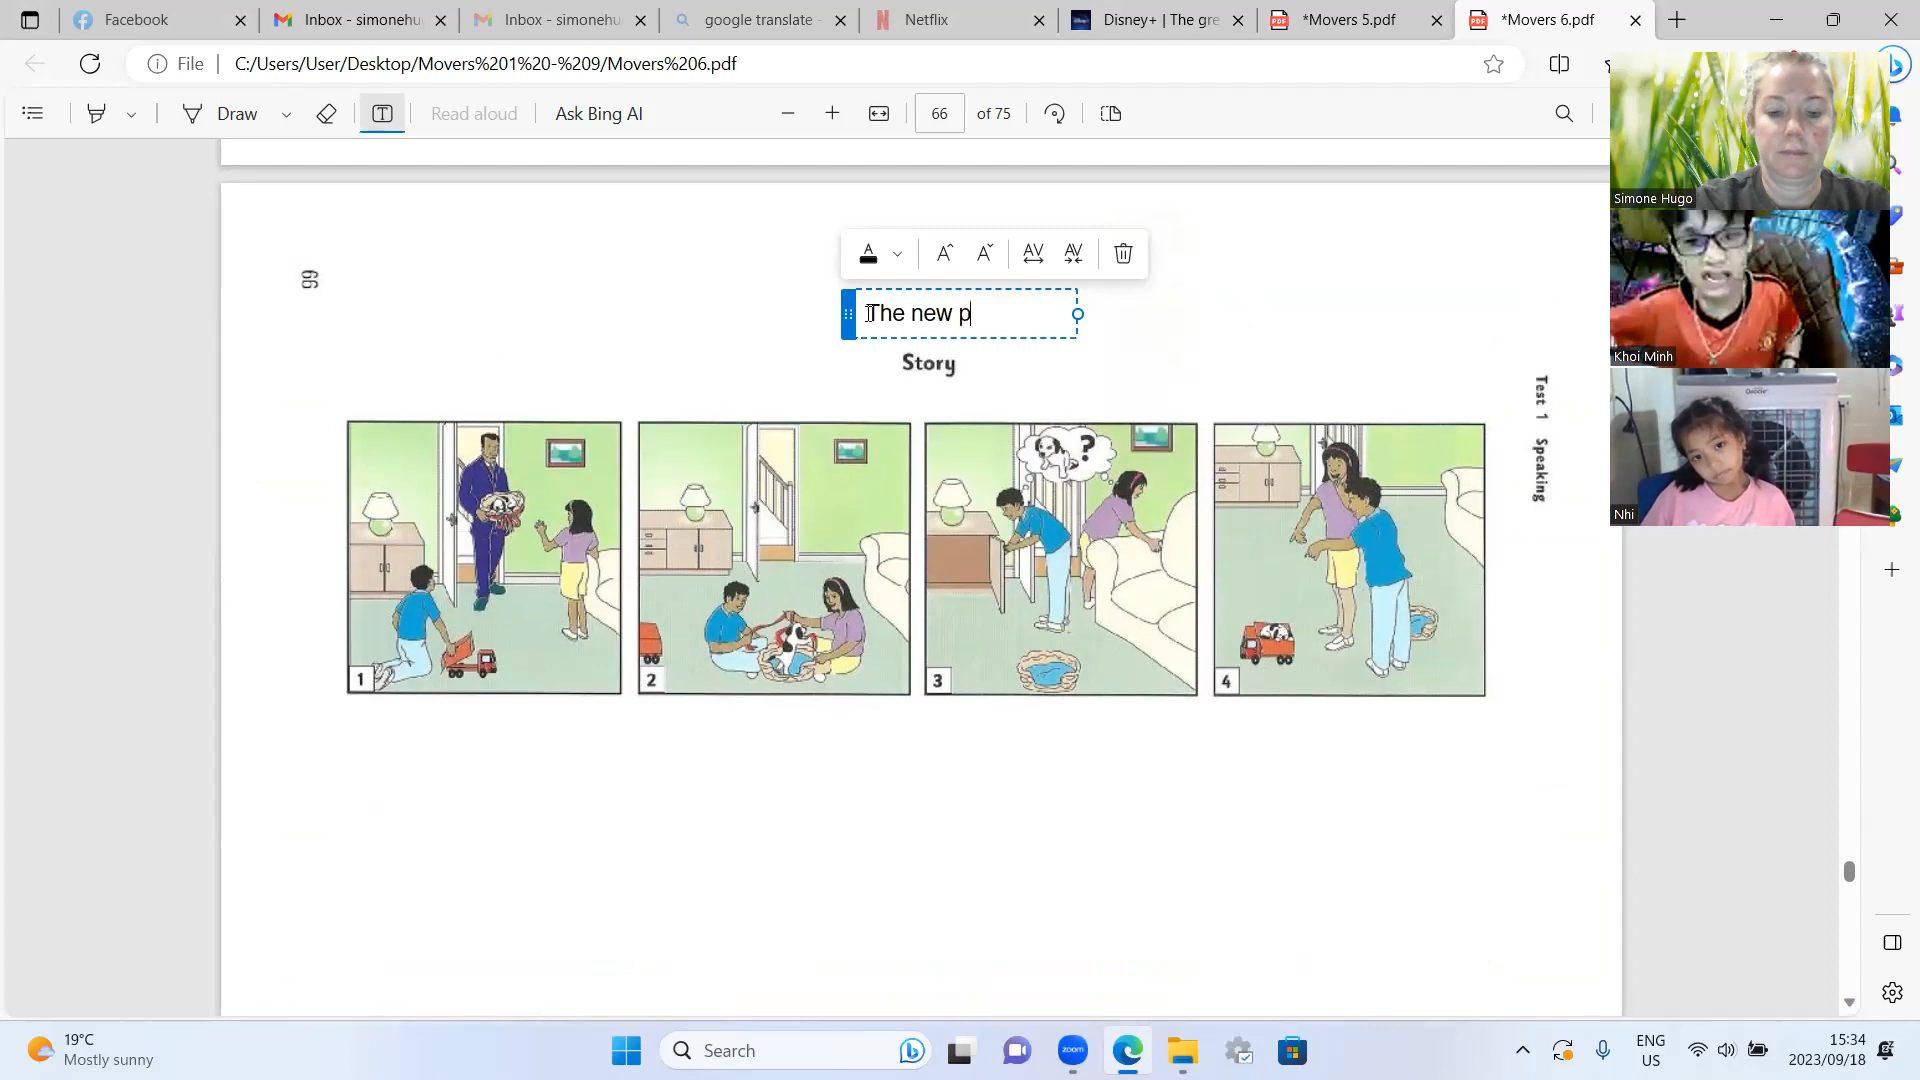 Facebook
Inbox - simonehu
Inbox - simonehu
google translate -
Netflix
Disney+ | The gre
*Movers 5.pdf
*Movers 6.pdf
File
C:/Users/User/Desktop/Movers%201%20-%209/Movers%206.pdf
Draw
Read aloud
Ask Bing AI
66
of 75
66
The new p
Story
Test 1 Speaking
1
2
?
3
4
Simone Hugo
Khoi Minh
Nhi
19°C
Mostly sunny
Search
zoom
ENG
US
15:34
2023/09/18